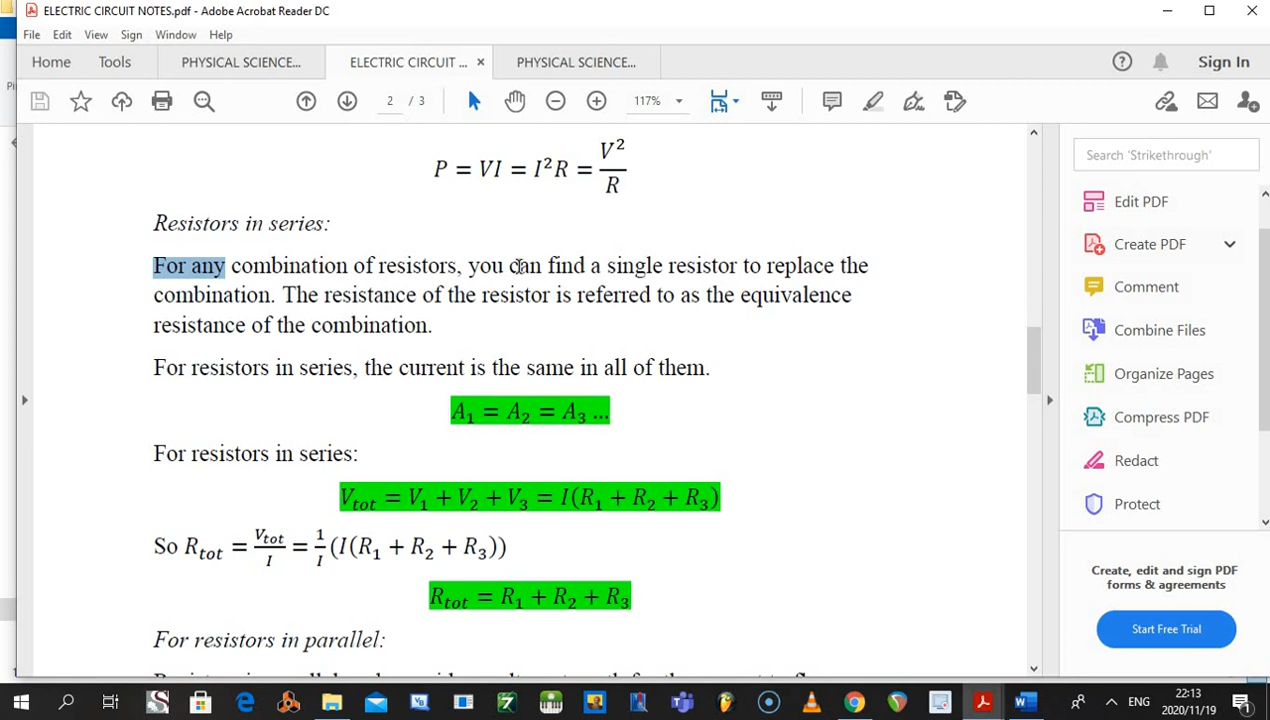 ELECTRIC CIRCUIT NOTES.pdf - Adobe Acrobat Reader DC
File Edit View Sign Window Help
Home Tools PHYSICAL SCIENCE... ELECTRIC CIRCUIT ... × PHYSICAL SCIENCE... Sign In
2 / 3 117%
P = VI = I²R = V²/R
Resistors in series:
For any combination of resistors, you can find a single resistor to replace the
combination. The resistance of the resistor is referred to as the equivalence
resistance of the combination.
For resistors in series, the current is the same in all of them.
A₁ = A₂ = A₃ ...
For resistors in series:
Vₜₒₜ = V₁ + V₂ + V₃ = I(R₁ + R₂ + R₃)
So Rₜₒₜ = Vₜₒₜ/I = 1/I (I(R₁ + R₂ + R₃))
Rₜₒₜ = R₁ + R₂ + R₃
For resistors in parallel:
Search 'Strikethrough'
Edit PDF
Create PDF
Comment
Combine Files
Organize Pages
Compress PDF
Redact
Protect
Create, edit and sign PDF
forms & agreements
Start Free Trial
ENG
22:13
2020/11/19